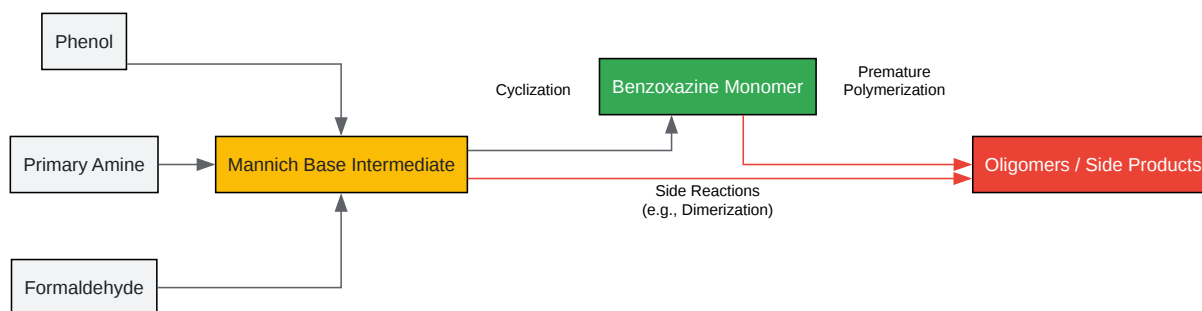 Phenol
Primary Amine
Formaldehyde
Mannich Base Intermediate
Cyclization
Benzoxazine Monomer
Premature
Polymerization
Side Reactions
(e.g., Dimerization)
Oligomers / Side Products